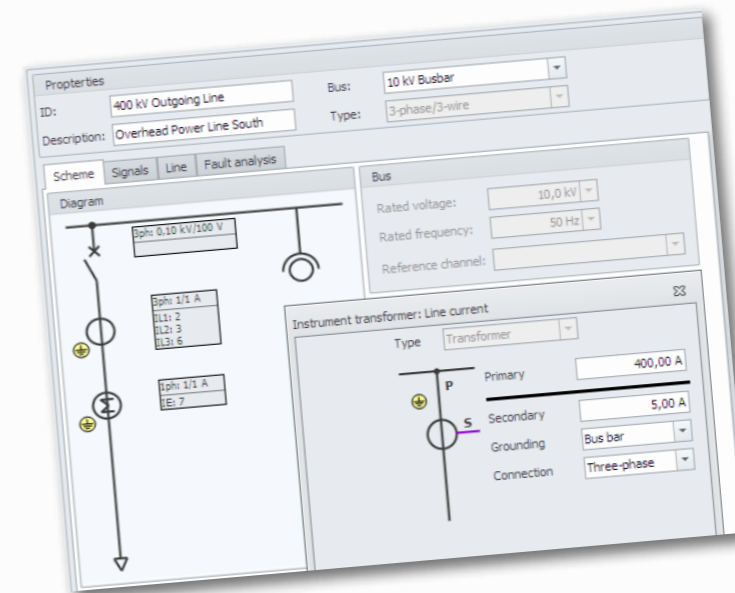 Propterties
ID: 400 kV Outgoing Line Bus: 10 kV Busbar
Description: Overhead Power Line South Type: 3-phase/3-wire
Scheme Signals Line Fault analysis
Diagram
3ph: 0,10 kV/100 V
3ph: 1/1 A
IL1: 2
IL2: 3
IL3: 6
1ph: 1/1 A
IE: 7
Σ
Bus
Rated voltage: 10,0 kV
Rated frequency: 50 Hz
Reference channel:
Instrument transformer: Line current
Type Transformer
P
S
Primary 400,00 A
Secondary 5,00 A
Grounding Bus bar
Connection Three-phase